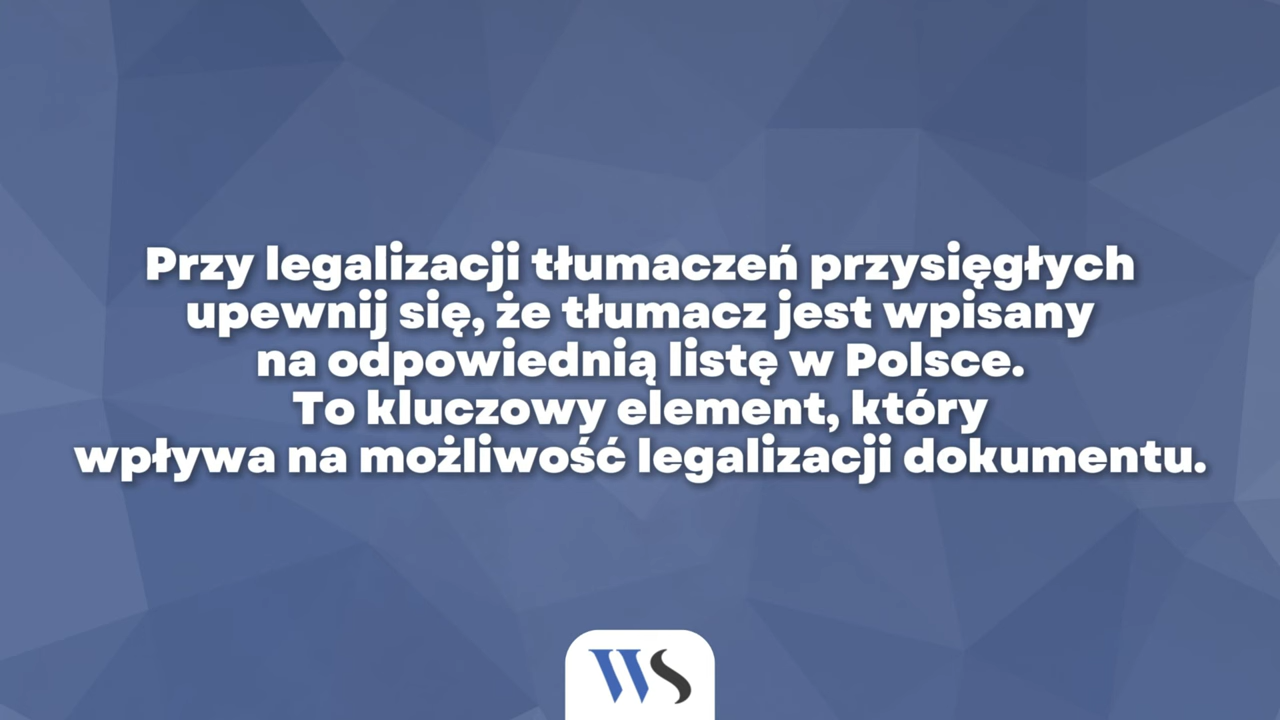 Przy legalizacji tłumaczeń przysięgłych
upewnij się, że tłumacz jest wpisany
na odpowiednią listę w Polsce.
To kluczowy element, który
wpływa na możliwość legalizacji dokumentu.
WS